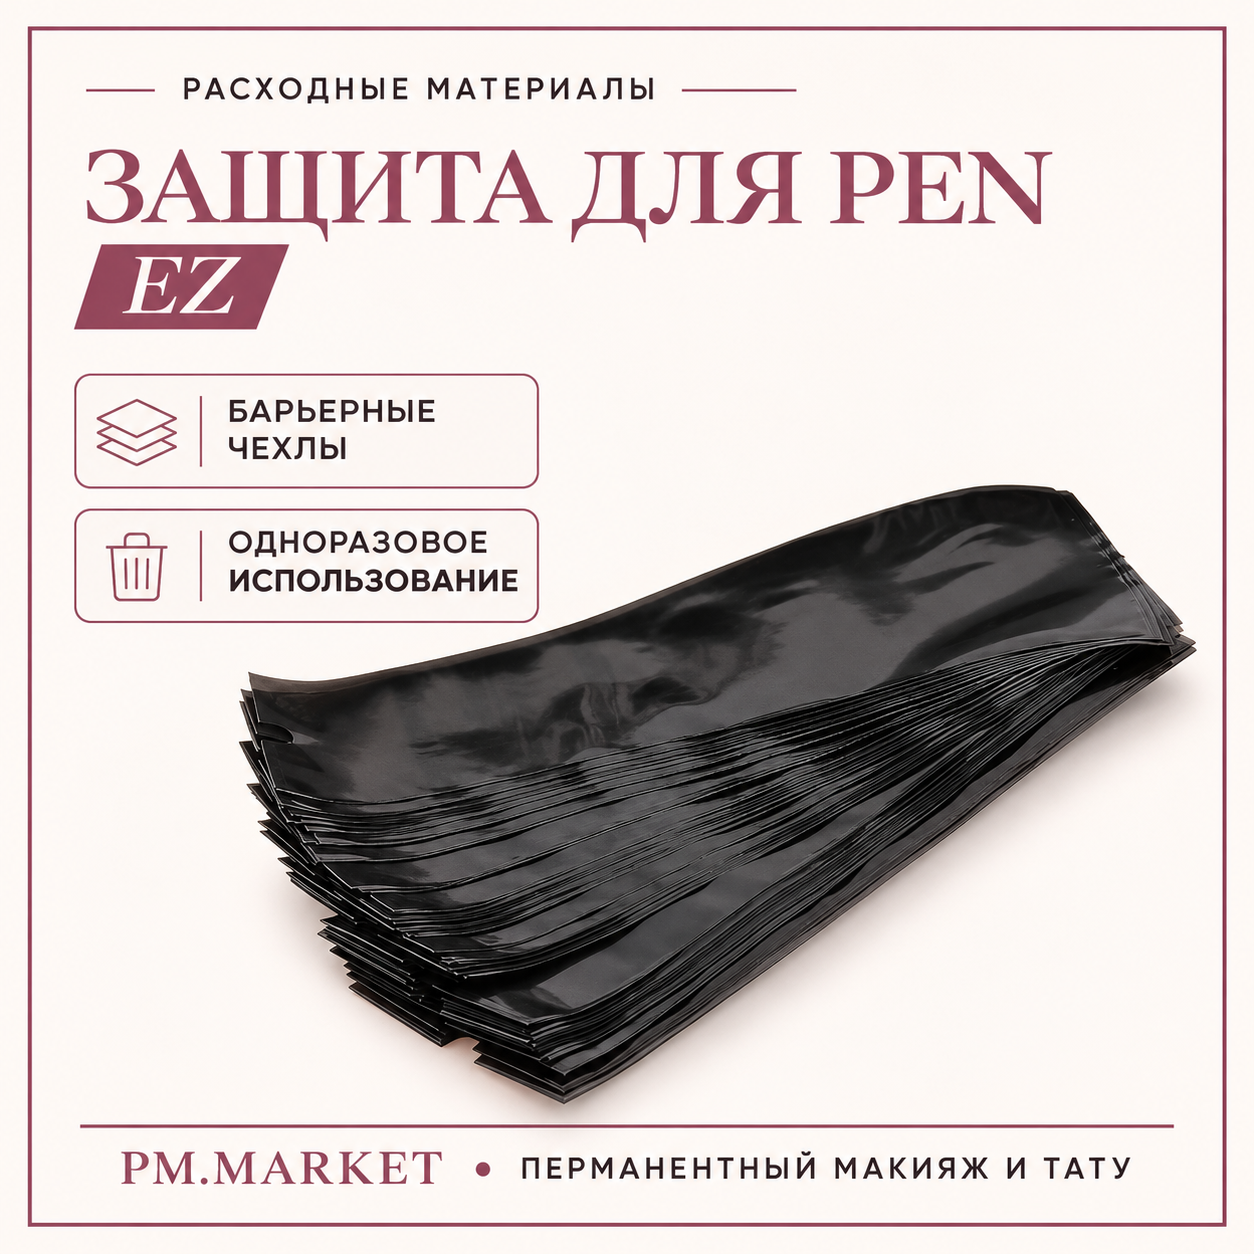 РАСХОДНЫЕ МАТЕРИАЛЫ
ЗАЩИТА ДЛЯ PEN
EZ
БАРЬЕРНЫЕ
ЧЕХЛЫ
ОДНОРАЗОВОЕ
ИСПОЛЬЗОВАНИЕ
PM.MARKET • ПЕРМАНЕНТНЫЙ МАКИЯЖ И ТАТУ